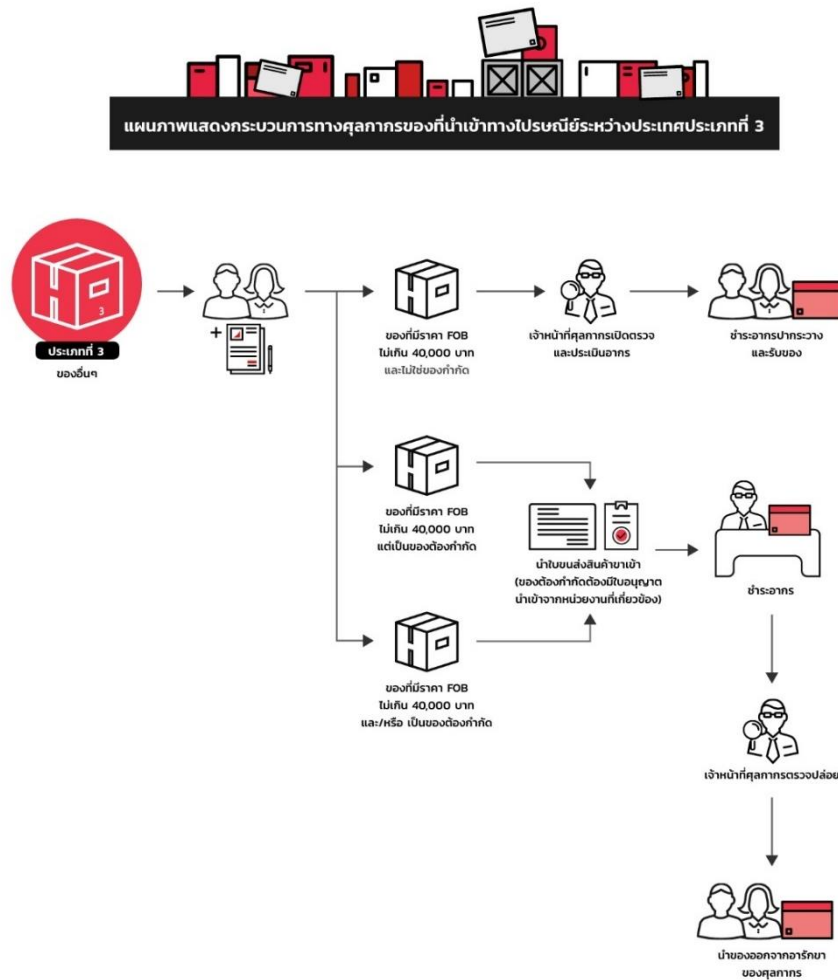 แผนภาพแสดงกระบวนการทางศุลกากรของที่นำเข้าทางไปรษณีย์ระหว่างประเทศประเภทที่ 3
3
ประเภทที่ 3
ของอื่นๆ
ของที่มีราคา FOB
ไม่เกิน 40,000 บาท
และไม่ใช่ของกำกัด
เจ้าหน้าที่ศุลกากรเปิดตรวจ
และประเมินอากร
ชำระอากรปากระวาง
และรับของ
ของที่มีราคา FOB
ไม่เกิน 40,000 บาท
แต่เป็นของต้องกำกัด
นำใบขนส่งสินค้าขาเข้า
(ของต้องกำกัดต้องมีใบอนุญาต
นำเข้าจากหน่วยงานที่เกี่ยวข้อง)
ชำระอากร
ของที่มีราคา FOB
ไม่เกิน 40,000 บาท
และ/หรือ เป็นของต้องกำกัด
เจ้าหน้าที่ศุลกากรตรวจปล่อย
นำของออกจากอารักขา
ของศุลกากร